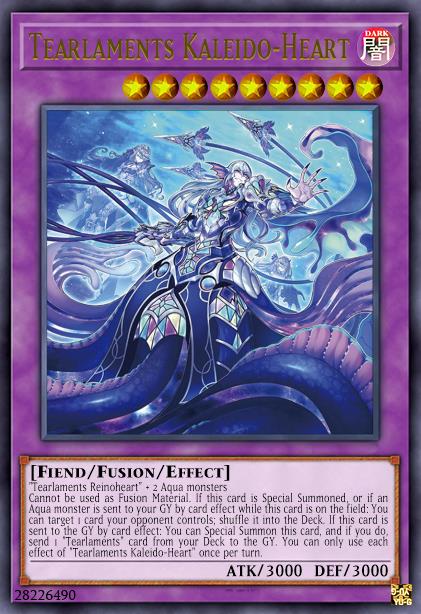 Tearlaments Kaleido-Heart
DARK
闇
[Fiend/Fusion/Effect]
"Tearlaments Reinoheart" + 2 Aqua monsters
Cannot be used as Fusion Material. If this card is Special Summoned, or if an
Aqua monster is sent to your GY by card effect while this card is on the field: You
can target 1 card your opponent controls; shuffle it into the Deck. If this card is
sent to the GY by card effect: You can Special Summon this card, and if you do,
send 1 "Tearlaments" card from your Deck to the GY. You can only use each
effect of "Tearlaments Kaleido-Heart" once per turn.
ATK/3000 DEF/3000
28226490